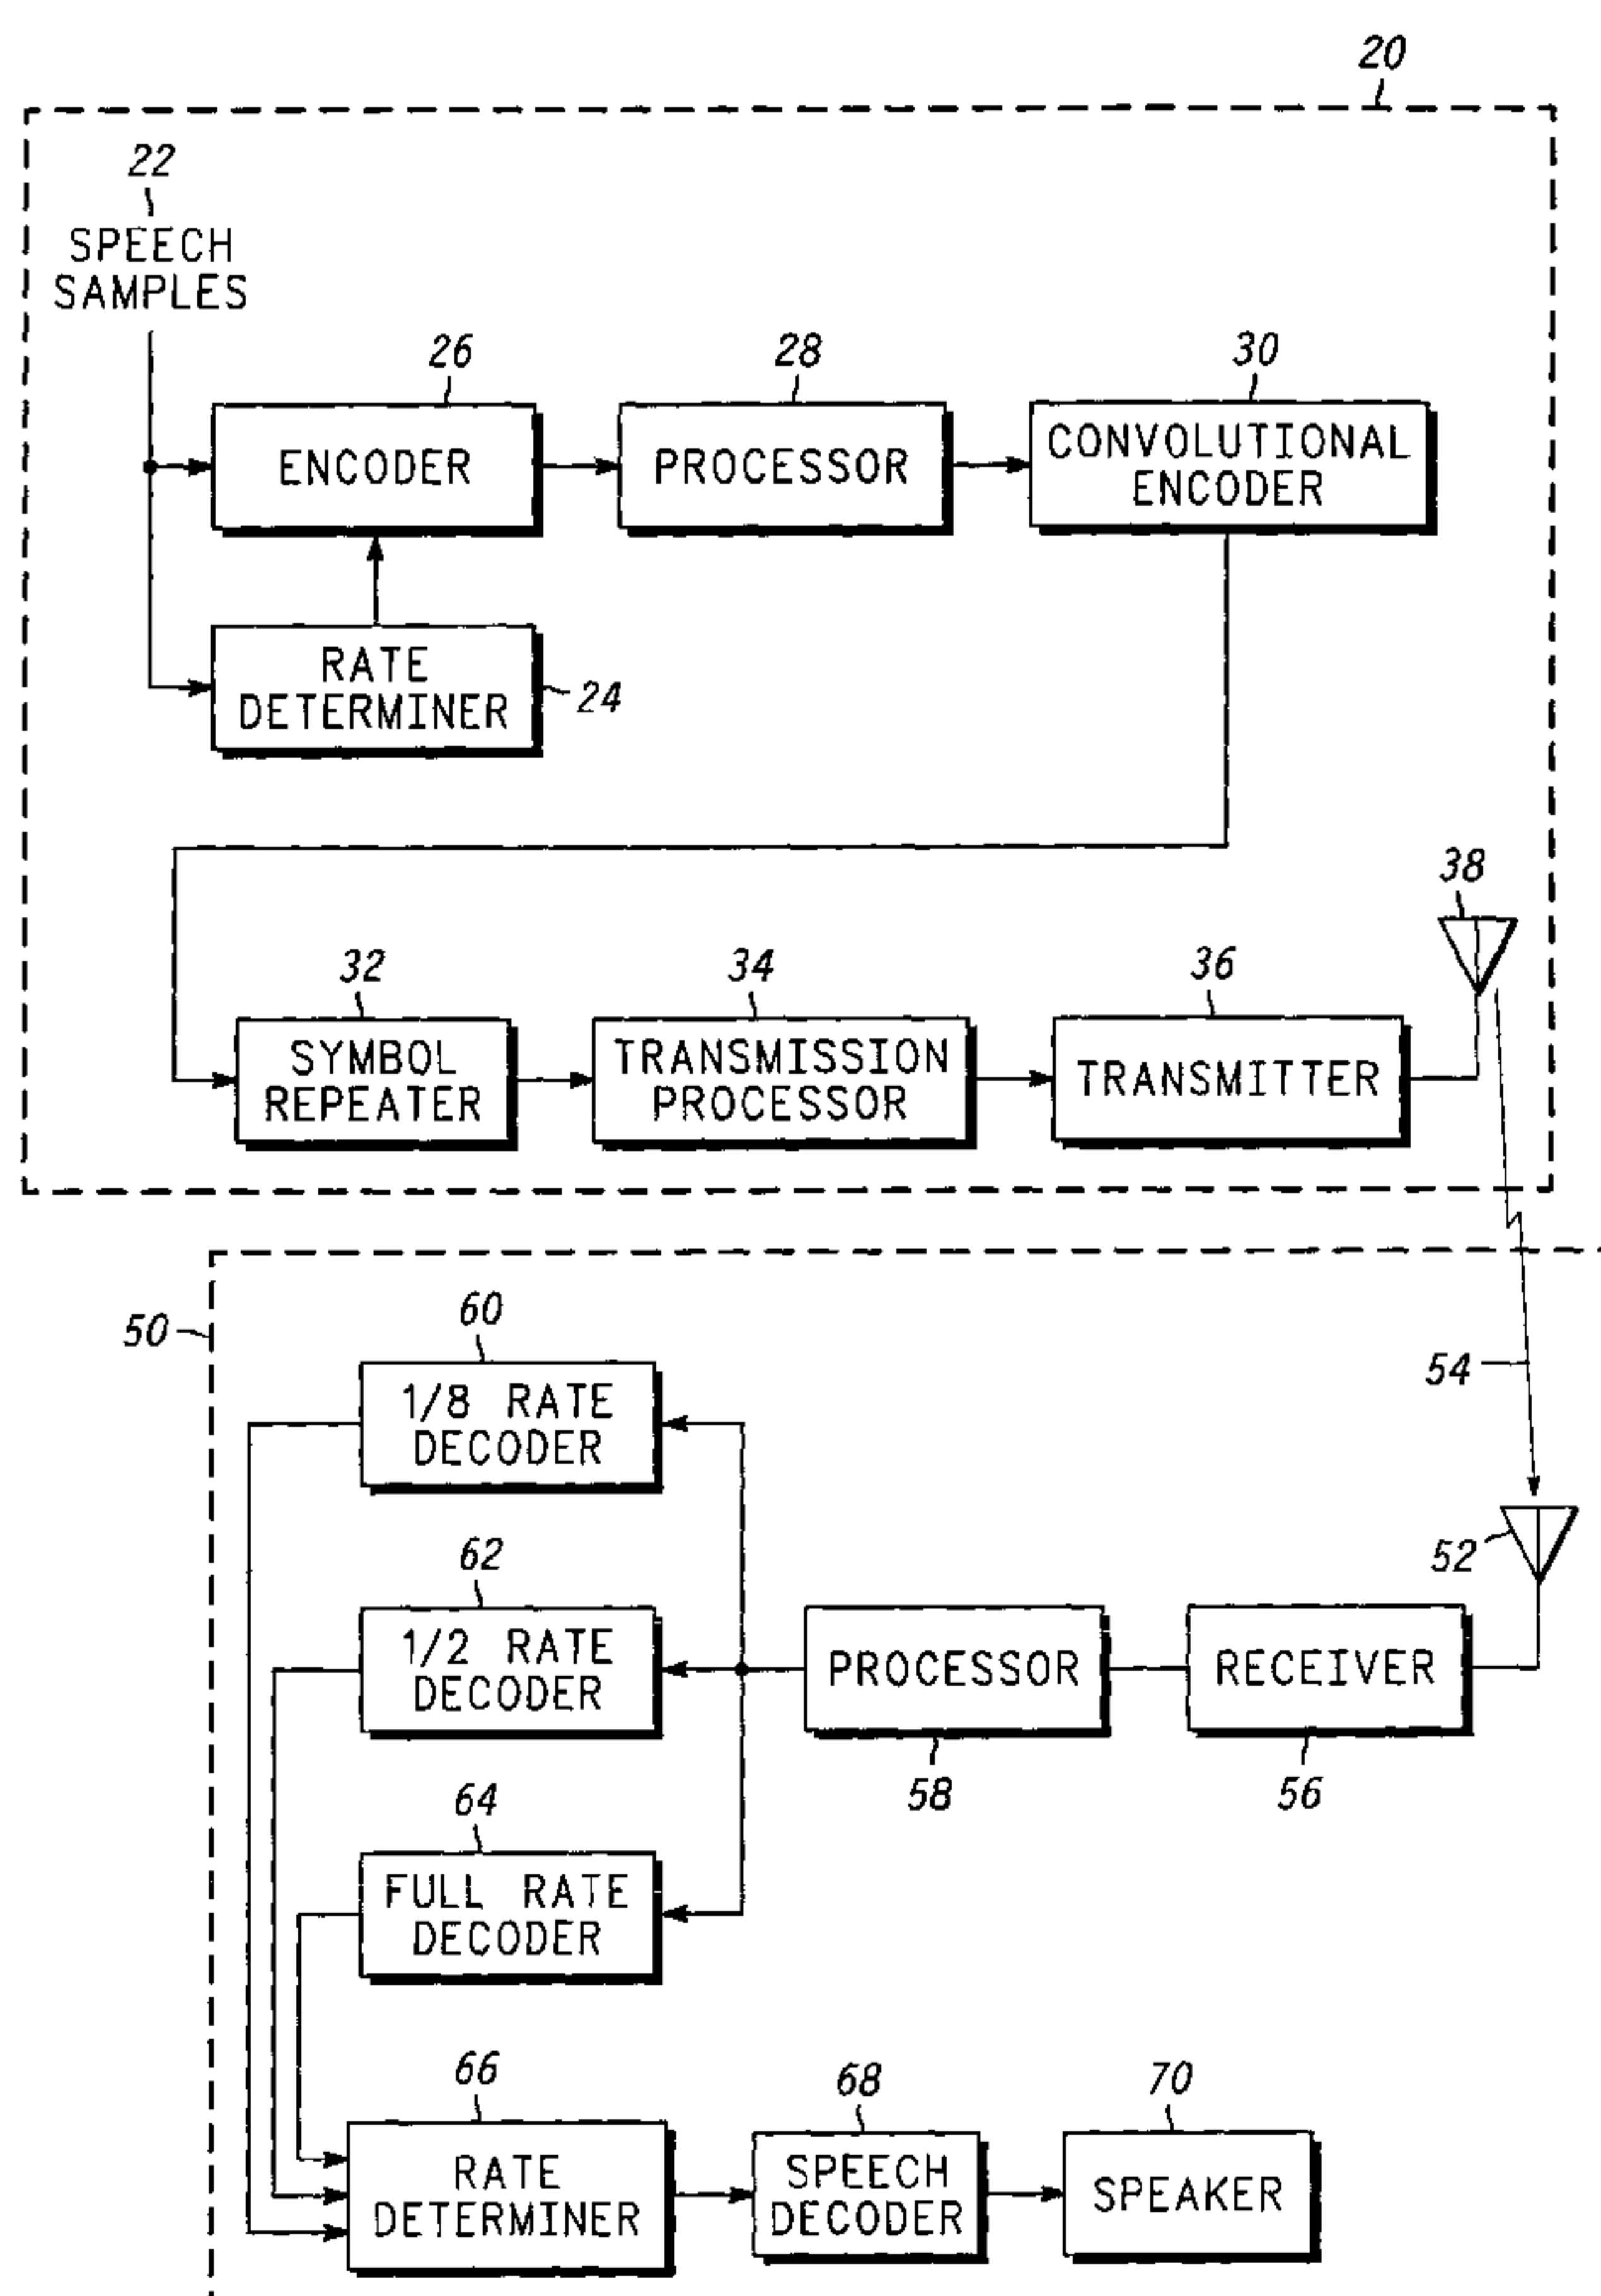 20
22
SPEECH
SAMPLES
26
28
30
ENCODER
PROCESSOR
CONVOLUTIONAL
ENCODER
RATE
DETERMINER
24
38
32
34
36
SYMBOL
REPEATER
TRANSMISSION
PROCESSOR
TRANSMITTER
50
60
1/8 RATE
DECODER
54
52
62
1/2 RATE
DECODER
PROCESSOR
RECEIVER
58
56
64
FULL RATE
DECODER
66
68
70
RATE
DETERMINER
SPEECH
DECODER
SPEAKER